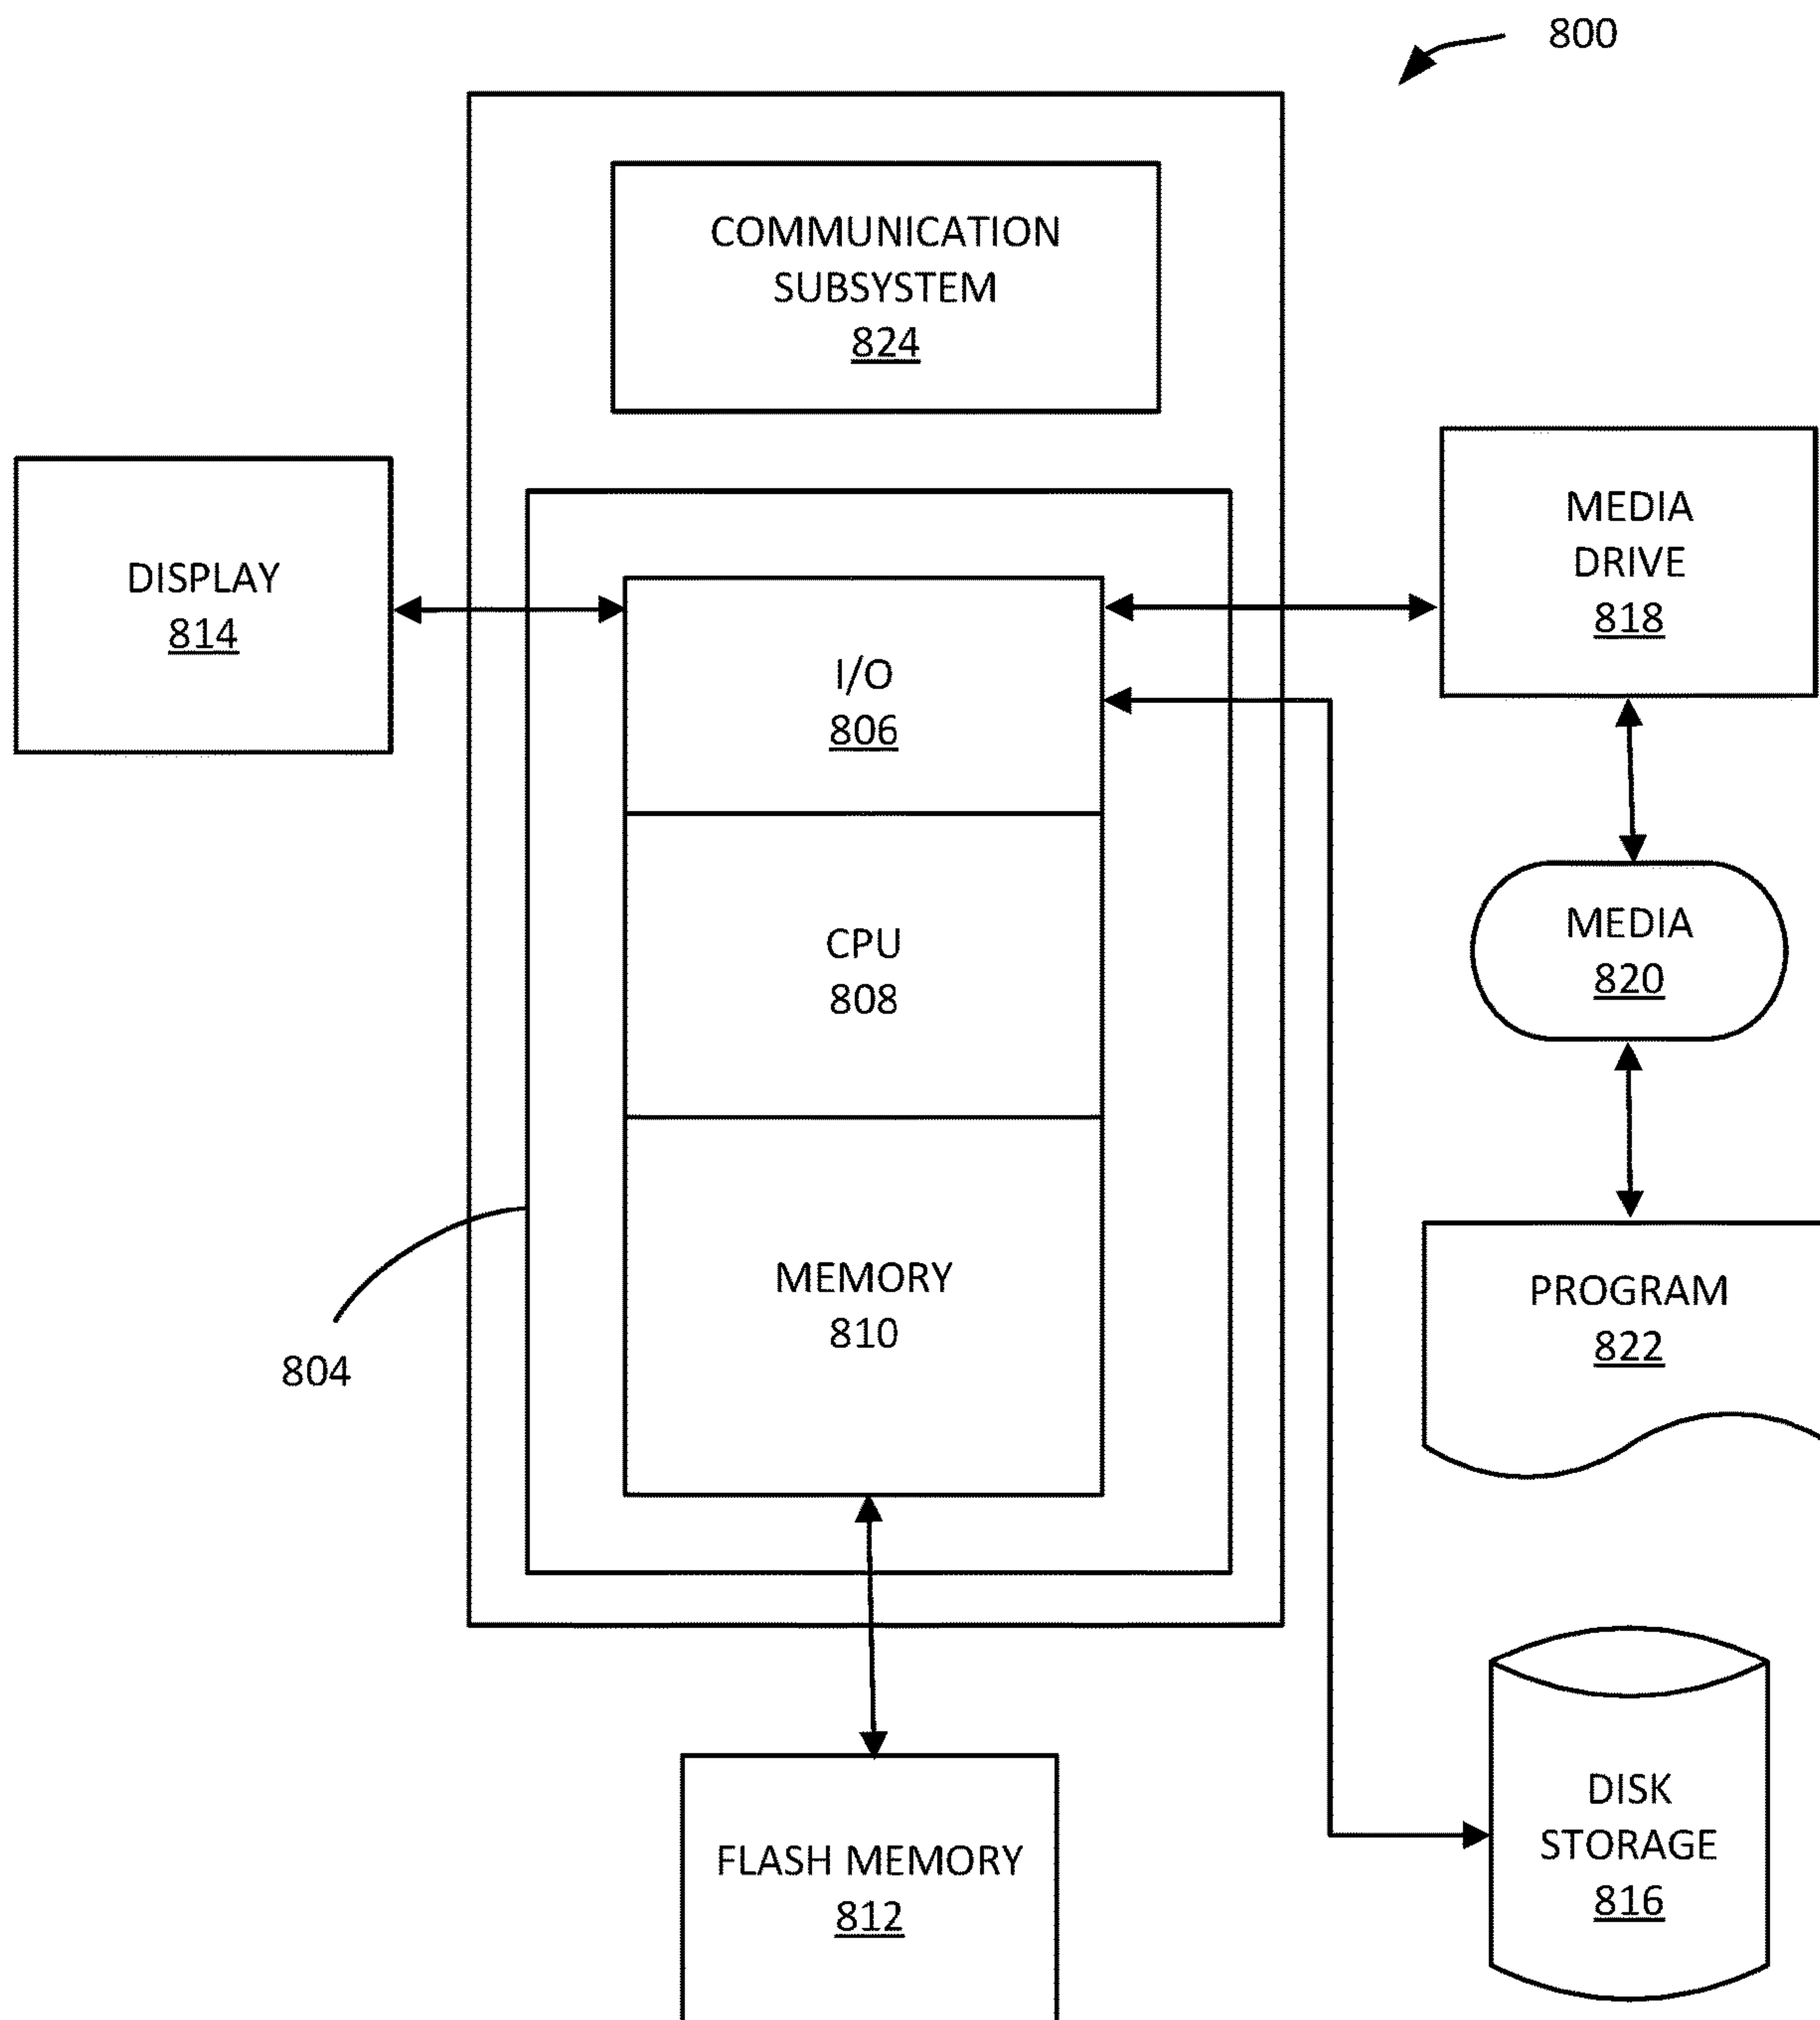 800
COMMUNICATION
SUBSYSTEM
824
DISPLAY
814
MEDIA
DRIVE
818
I/O
806
CPU
808
MEDIA
820
MEMORY
810
PROGRAM
822
804
FLASH MEMORY
812
DISK
STORAGE
816